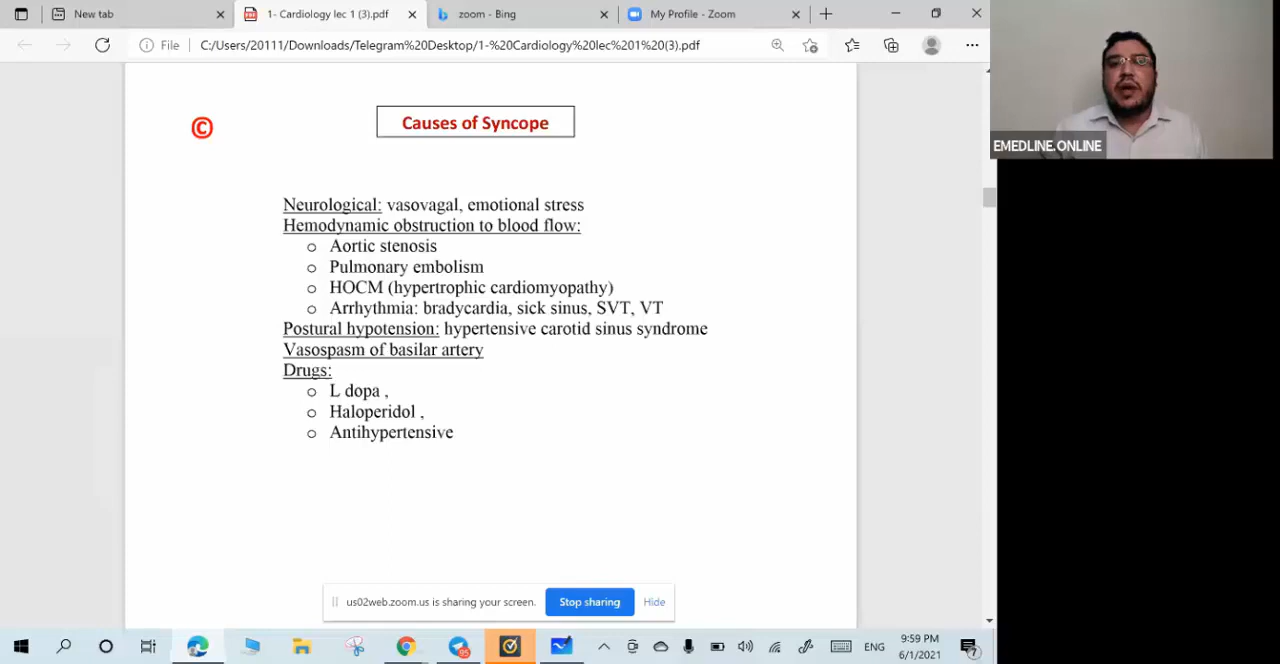 New tab
1- Cardiology lec 1 (3).pdf
zoom - Bing
My Profile - Zoom
File
C:/Users/20111/Downloads/Telegram%20Desktop/1-%20Cardiology%20lec%201%20(3).pdf
EMEDLINE.ONLINE
©
Causes of Syncope
Neurological: vasovagal, emotional stress
Hemodynamic obstruction to blood flow:
o Aortic stenosis
o Pulmonary embolism
o HOCM (hypertrophic cardiomyopathy)
o Arrhythmia: bradycardia, sick sinus, SVT, VT
Postural hypotension: hypertensive carotid sinus syndrome
Vasospasm of basilar artery
Drugs:
o L dopa ,
o Haloperidol ,
o Antihypertensive
us02web.zoom.us is sharing your screen.
Stop sharing
Hide
05
ENG
9:59 PM
6/1/2021
7